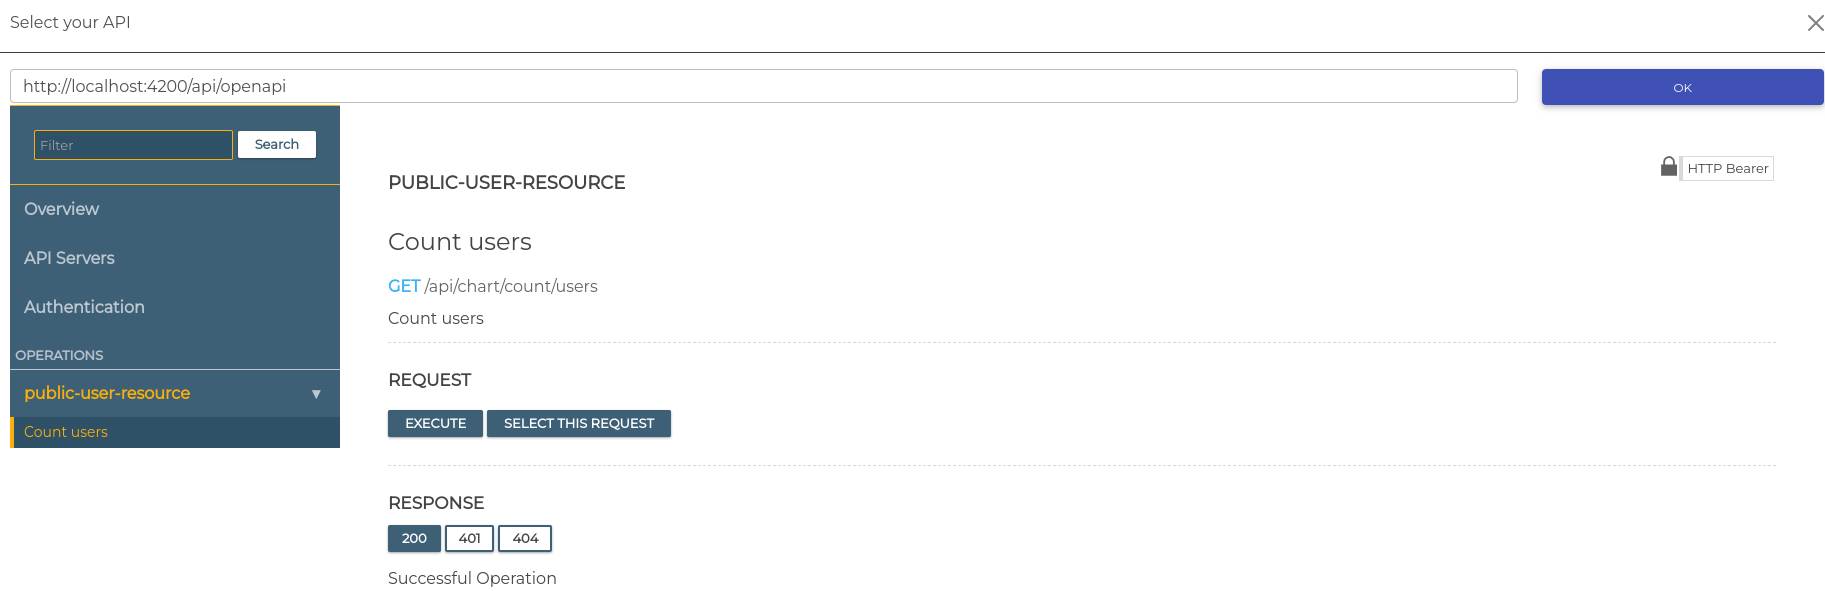 Select your API
http://localhost:4200/api/openapi
OK
Filter
Search
Overview
API Servers
Authentication
OPERATIONS
public-user-resource
Count users
HTTP Bearer
PUBLIC-USER-RESOURCE
Count users
GET /api/chart/count/users
Count users
REQUEST
EXECUTE
SELECT THIS REQUEST
RESPONSE
200
401
404
Successful Operation